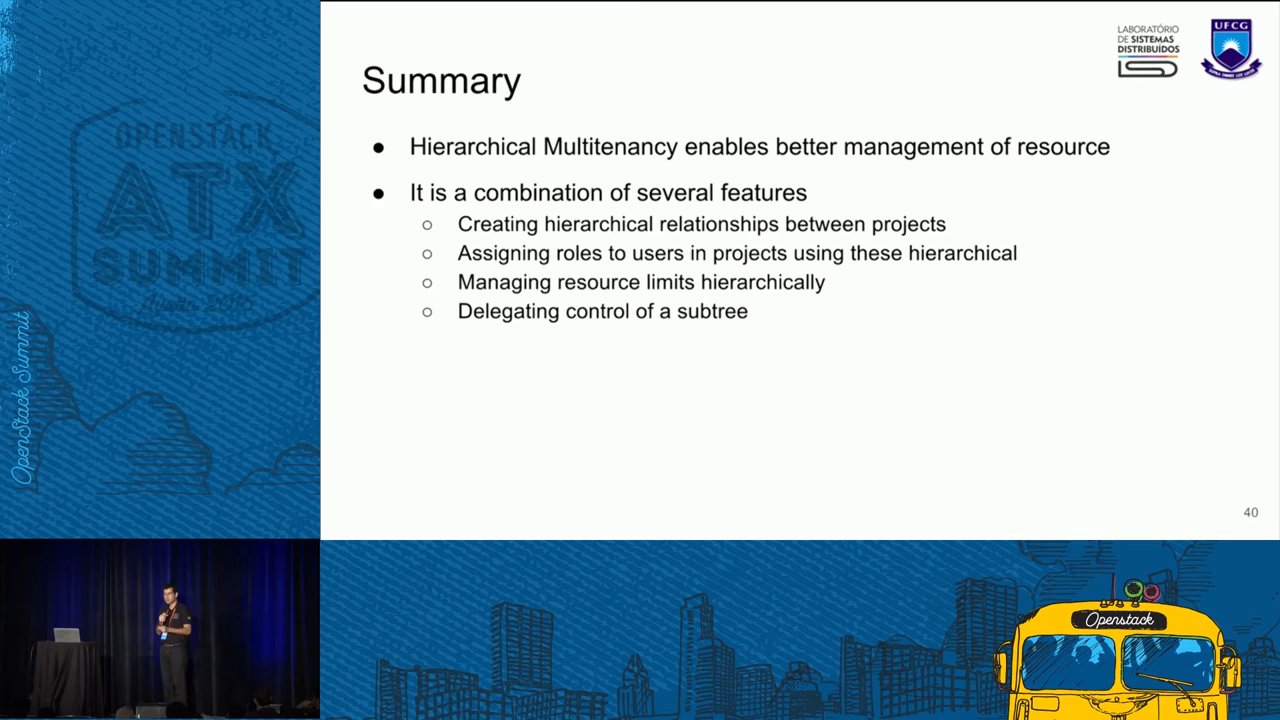 LABORATÓRIO
DE SISTEMAS
DISTRIBUÍDOS
UFCG
Summary
● Hierarchical Multitenancy enables better management of resource
● It is a combination of several features
○ Creating hierarchical relationships between projects
○ Assigning roles to users in projects using these hierarchical
○ Managing resource limits hierarchically
○ Delegating control of a subtree
40
OPENSTACK
ATX
SUMMIT
Austin
OpenStack Summit
Openstack